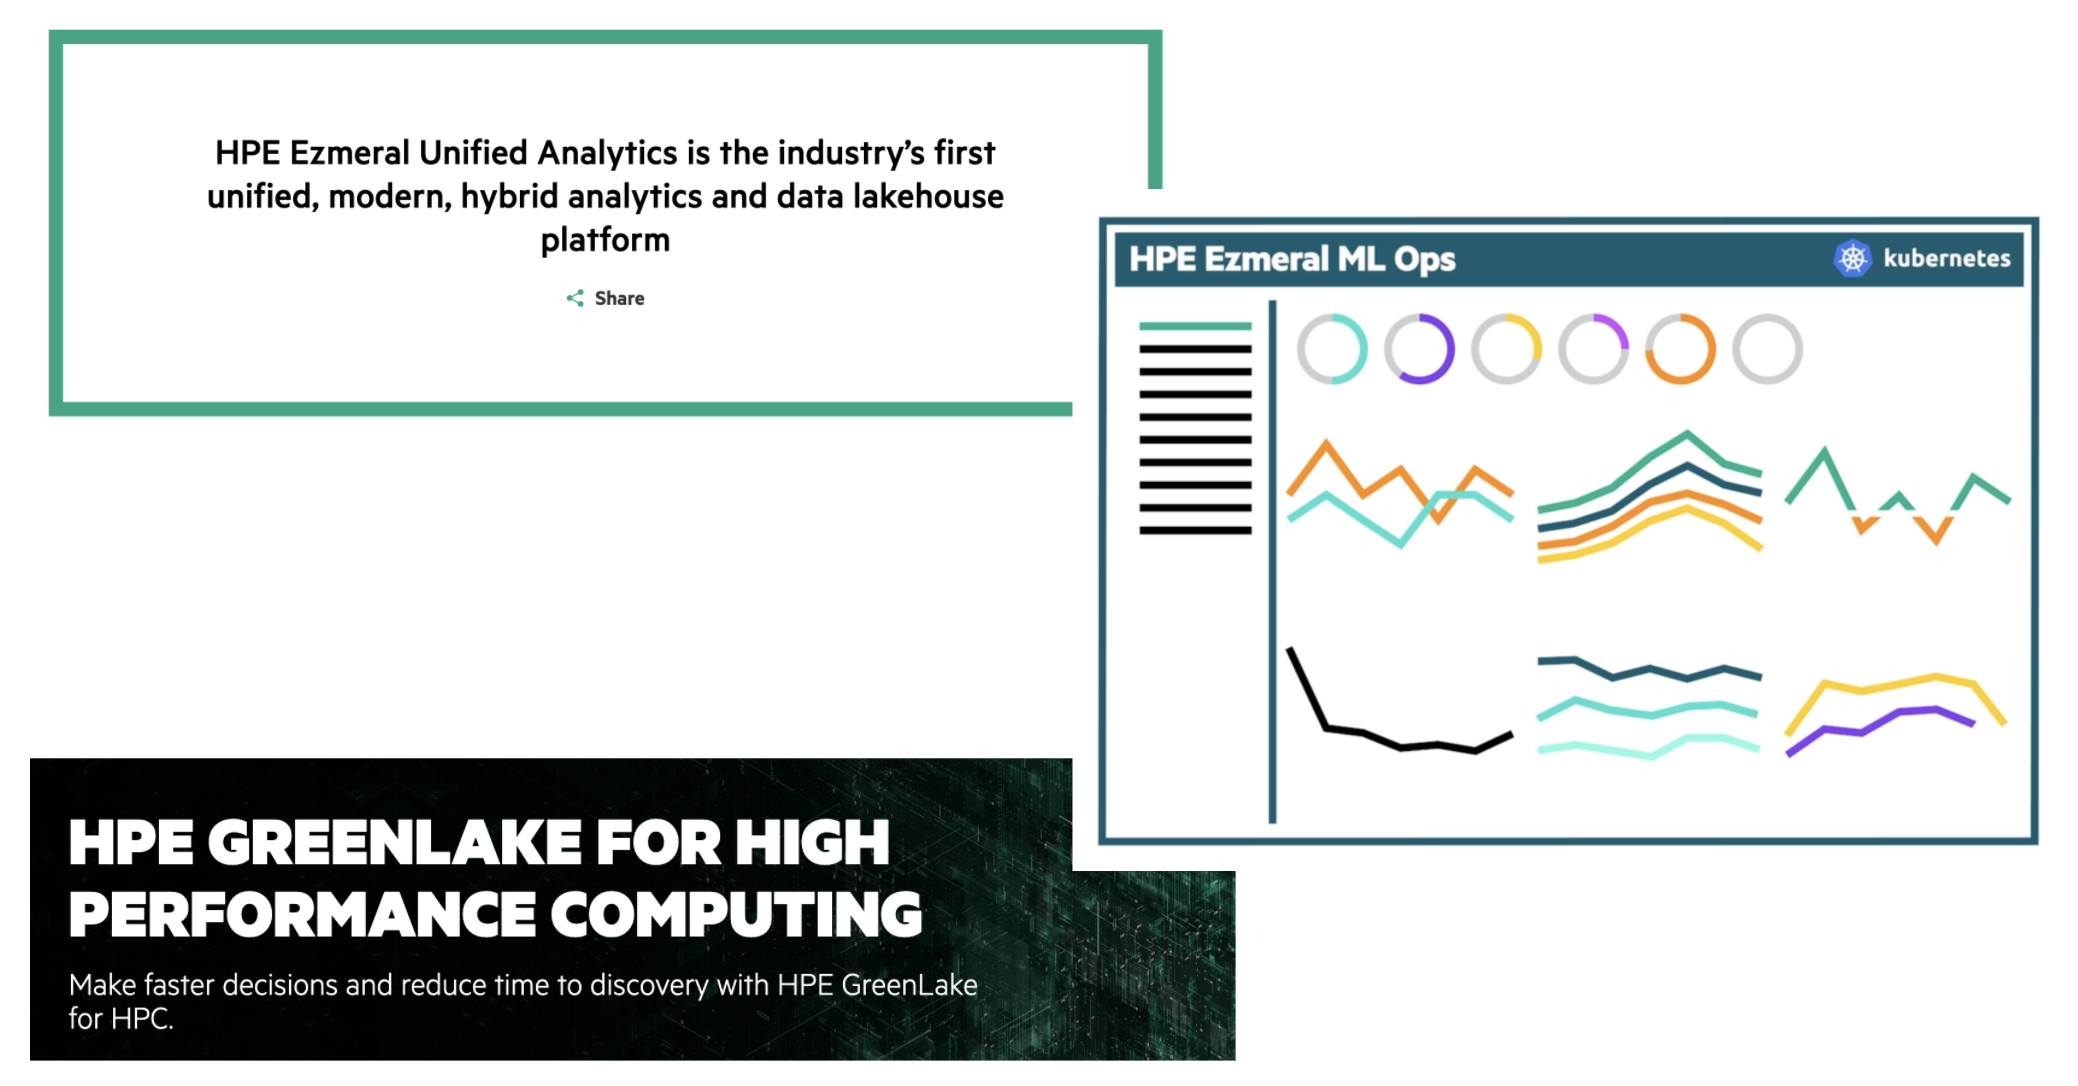 HPE Ezmeral Unified Analytics is the industry’s first
unified, modern, hybrid analytics and data lakehouse
platform
Share
HPE Ezmeral ML Ops
kubernetes
HPE GREENLAKE FOR HIGH
PERFORMANCE COMPUTING
Make faster decisions and reduce time to discovery with HPE GreenLake
for HPC.